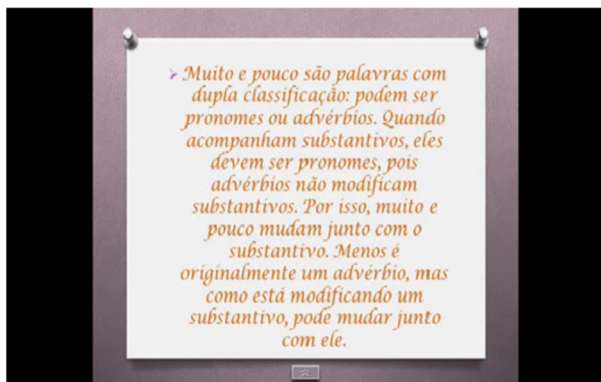 Muito e pouco são palavras com
dupla classificação: podem ser
pronomes ou advérbios. Quando
acompanham substantivos, eles
devem ser pronomes, pois
advérbios não modificam
substantivos. Por isso, muito e
pouco mudam junto com o
substantivo. Menos é
originalmente um advérbio, mas
como está modificando um
substantivo, pode mudar junto
com ele.